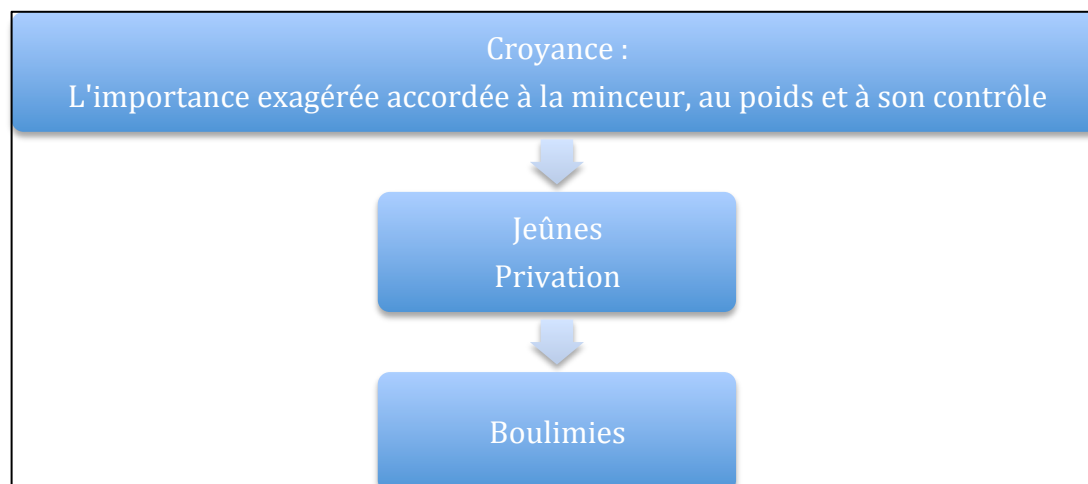 Croyance :
L'importance exagérée accordée à la minceur, au poids et à son contrôle
Jeûnes
Privation
Boulimies